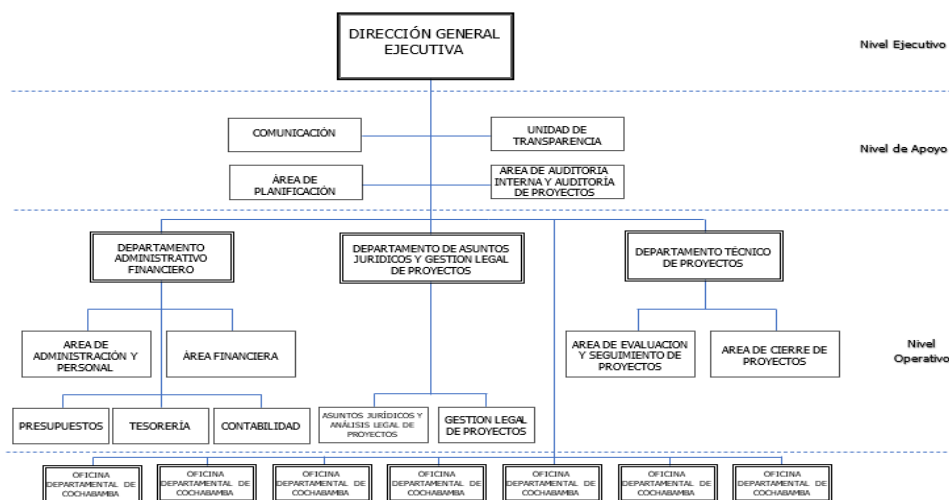 DIRECCIÓN GENERAL
EJECUTIVA
Nivel Ejecutivo
COMUNICACIÓN
UNIDAD DE
TRANSPARENCIA
Nivel de Apoyo
ÁREA DE
PLANIFICACIÓN
AREA DE AUDITORIA
INTERNA Y AUDITORÍA
DE PROYECTOS
DEPARTAMENTO
ADMINISTRATIVO
FINANCIERO
DEPARTAMENTO DE ASUNTOS
JURIDICOS Y GESTION LEGAL
DE PROYECTOS
DEPARTAMENTO TÉCNICO
DE PROYECTOS
AREA DE
ADMINISTRACIÓN Y
PERSONAL
ÁREA FINANCIERA
AREA DE EVALUACION
Y SEGUIMIENTO DE
PROYECTOS
AREA DE CIERRE DE
PROYECTOS
Nivel
Operativo
PRESUPUESTOS
TESORERÍA
CONTABILIDAD
ASUNTOS JURÍDICOS Y
ANÁLISIS LEGAL DE
PROYECTOS
GESTION LEGAL
DE PROYECTOS
OFICINA
DEPARTAMENTAL DE
COCHABAMBA
OFICINA
DEPARTAMENTAL DE
COCHABAMBA
OFICINA
DEPARTAMENTAL DE
COCHABAMBA
OFICINA
DEPARTAMENTAL DE
COCHABAMBA
OFICINA
DEPARTAMENTAL DE
COCHABAMBA
OFICINA
DEPARTAMENTAL DE
COCHABAMBA
OFICINA
DEPARTAMENTAL DE
COCHABAMBA